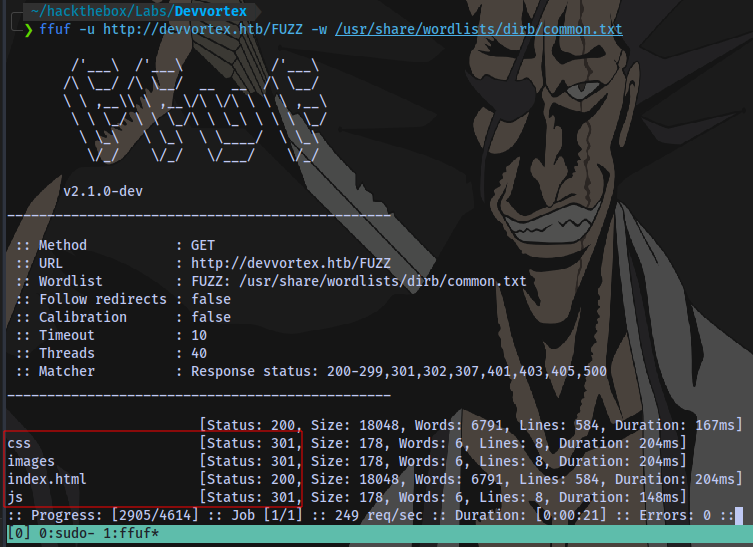 ~/hackthebox/Labs/Devvortex
❯ ffuf -u http://devvortex.htb/FUZZ -w /usr/share/wordlists/dirb/common.txt
v2.1.0-dev
________________________________________________
:: Method : GET
:: URL : http://devvortex.htb/FUZZ
:: Wordlist : FUZZ: /usr/share/wordlists/dirb/common.txt
:: Follow redirects : false
:: Calibration : false
:: Timeout : 10
:: Threads : 40
:: Matcher : Response status: 200-299,301,302,307,401,403,405,500
________________________________________________
[Status: 200, Size: 18048, Words: 6791, Lines: 584, Duration: 167ms]
css [Status: 301, Size: 178, Words: 6, Lines: 8, Duration: 204ms]
images [Status: 301, Size: 178, Words: 6, Lines: 8, Duration: 204ms]
index.html [Status: 200, Size: 18048, Words: 6791, Lines: 584, Duration: 204ms]
js [Status: 301, Size: 178, Words: 6, Lines: 8, Duration: 148ms]
:: Progress: [2905/4614] :: Job [1/1] :: 249 req/sec :: Duration: [0:00:21] :: Errors: 0 ::
[0] 0:sudo- 1:ffuf*